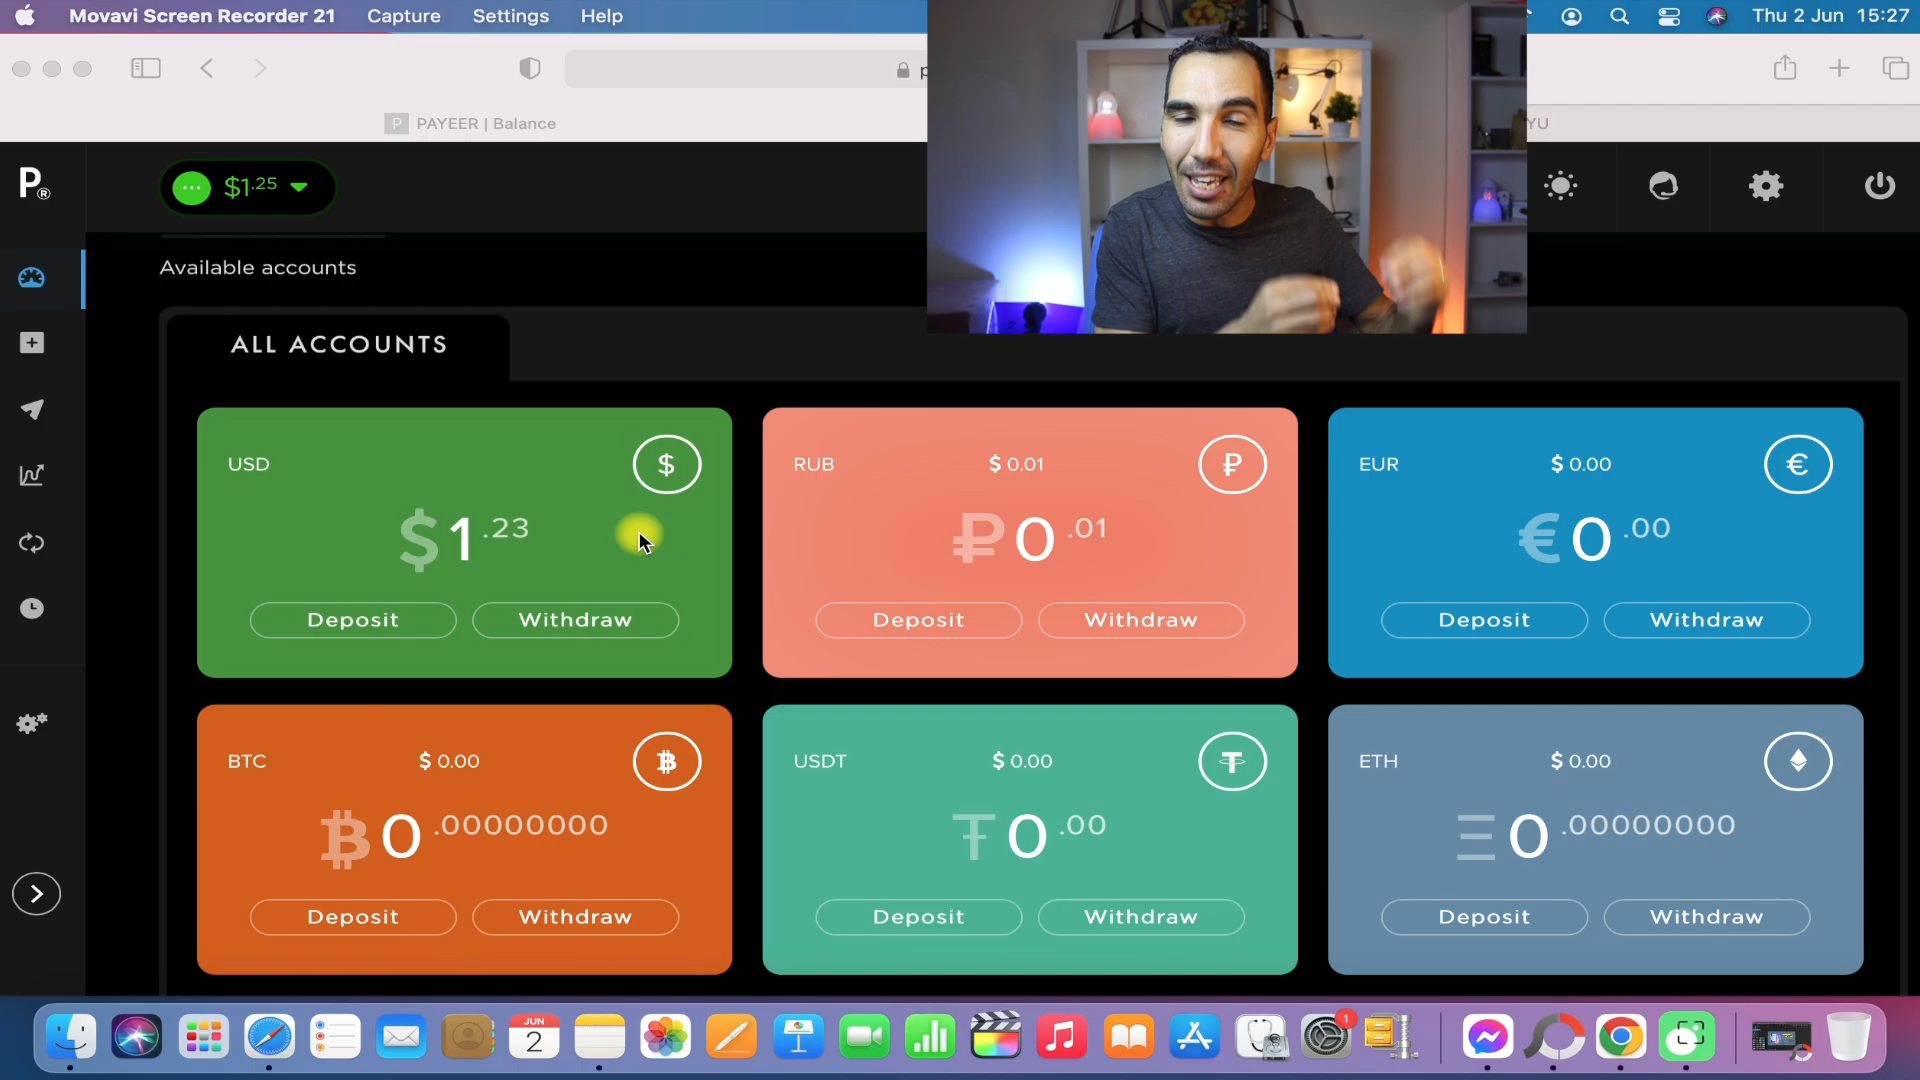 Movavi Screen Recorder 21 Capture Settings Help Thu 2 Jun 15:27
P PAYEER | Balance YU
P® $1.25
Available accounts
ALL ACCOUNTS
USD $
$1.23
Deposit Withdraw
RUB $ 0.01 ₽
₽0.01
Deposit Withdraw
EUR $ 0.00 €
€0.00
Deposit Withdraw
BTC $ 0.00
₿0.00000000
Deposit Withdraw
USDT $ 0.00
₮0.00
Deposit Withdraw
ETH $ 0.00
Ξ0.00000000
Deposit Withdraw
JUN
2
1